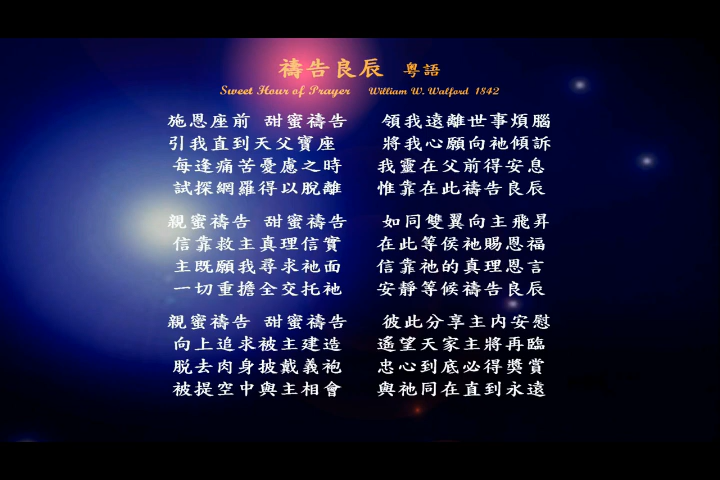 禱告良辰 粵語
Sweet Hour of Prayer William W. Walford 1842
施恩座前 甜蜜禱告 領我遠離世事煩腦
引我直到天父寶座 將我心願向祂傾訴
每逢痛苦憂慮之時 我靈在父前得安息
試探網羅得以脫離 惟靠在此禱告良辰
親蜜禱告 甜蜜禱告 如同雙翼向主飛昇
信靠救主真理信實 在此等侯祂賜恩福
主既願我尋求祂面 信靠祂的真理恩言
一切重擔全交托祂 安靜等候禱告良辰
親蜜禱告 甜蜜禱告 彼此分享主內安慰
向上追求被主建造 遙望天家主將再臨
脫去肉身披戴義袍 忠心到底必得獎賞
被提空中與主相會 與祂同在直到永遠